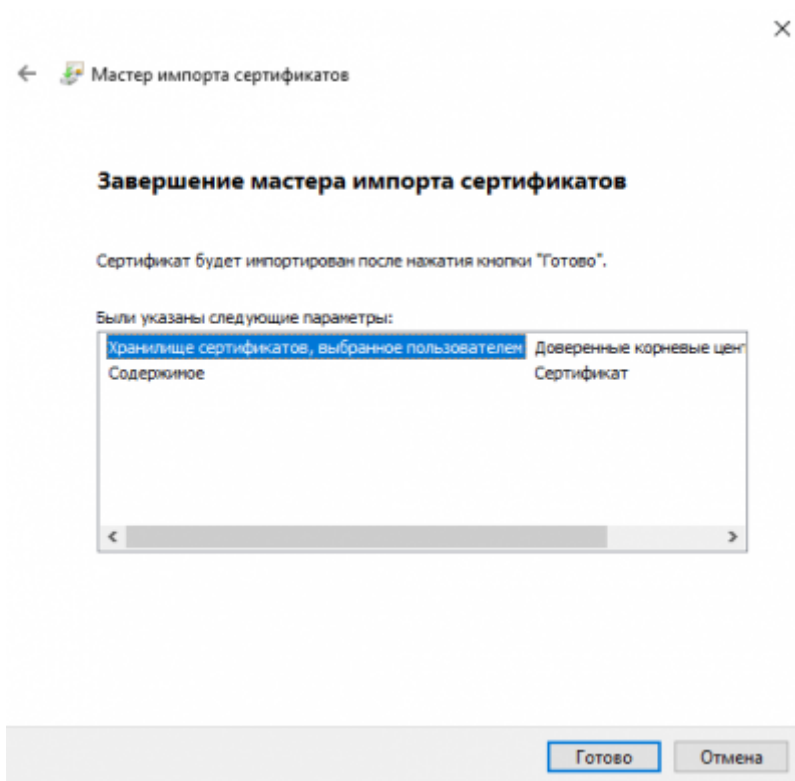 Мастер импорта сертификатов
Завершение мастера импорта сертификатов
Сертификат будет импортирован после нажатия кнопки "Готово".
Были указаны следующие параметры:
Хранилище сертификатов, выбранное пользователем Доверенные корневые цент
Содержимое Сертификат
Готово Отмена